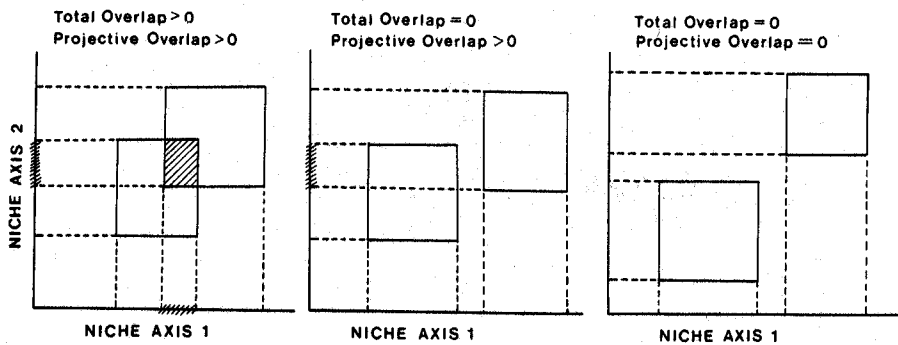 Total Overlap > 0
Projective Overlap > 0
Total Overlap = 0
Projective Overlap > 0
Total Overlap = 0
Projective Overlap = 0
NICHE AXIS 2
NICHE AXIS 1
NICHE AXIS 1
NICHE AXIS 1